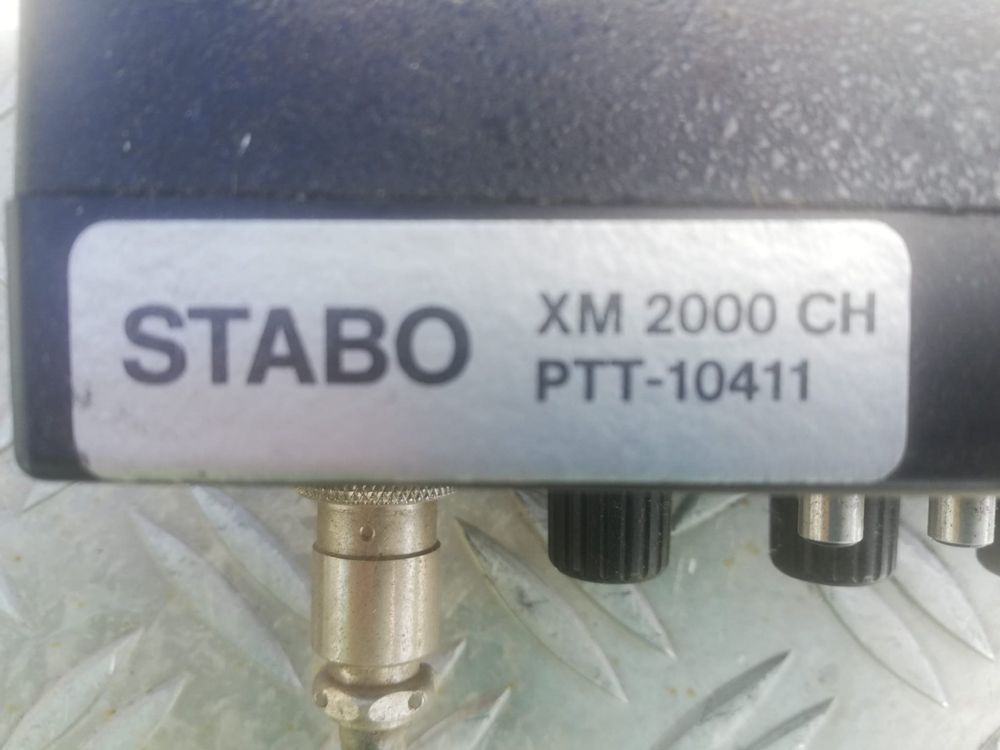 STABO
XM 2000 CH
PTT-10411